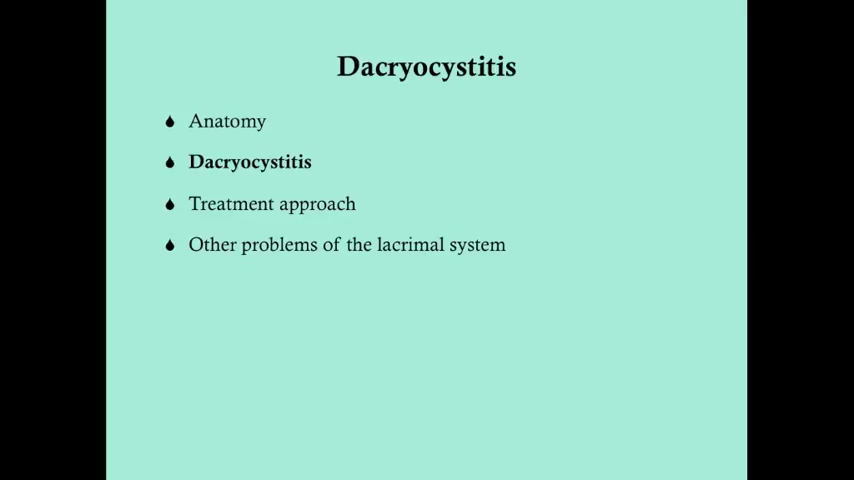 Dacryocystitis
Anatomy
Dacryocystitis
Treatment approach
Other problems of the lacrimal system